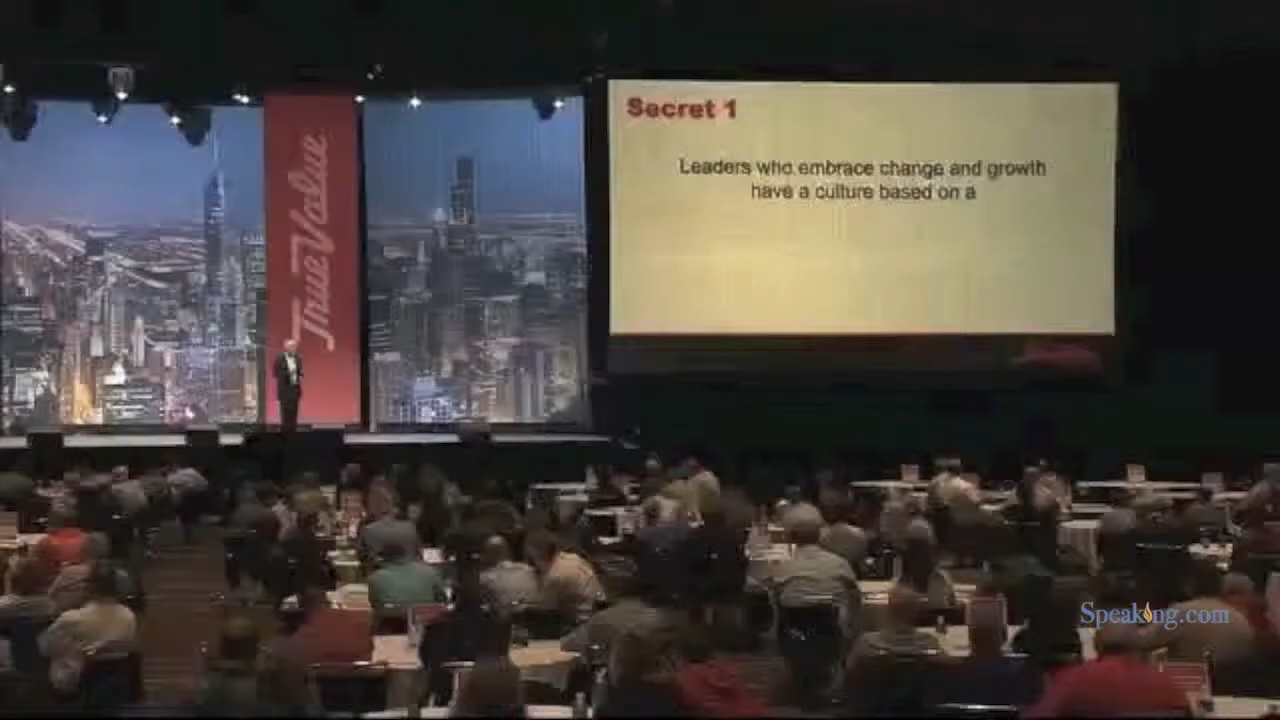 Secret 1
Leaders who embrace change and growth
have a culture based on a
True Value
Speaking.com